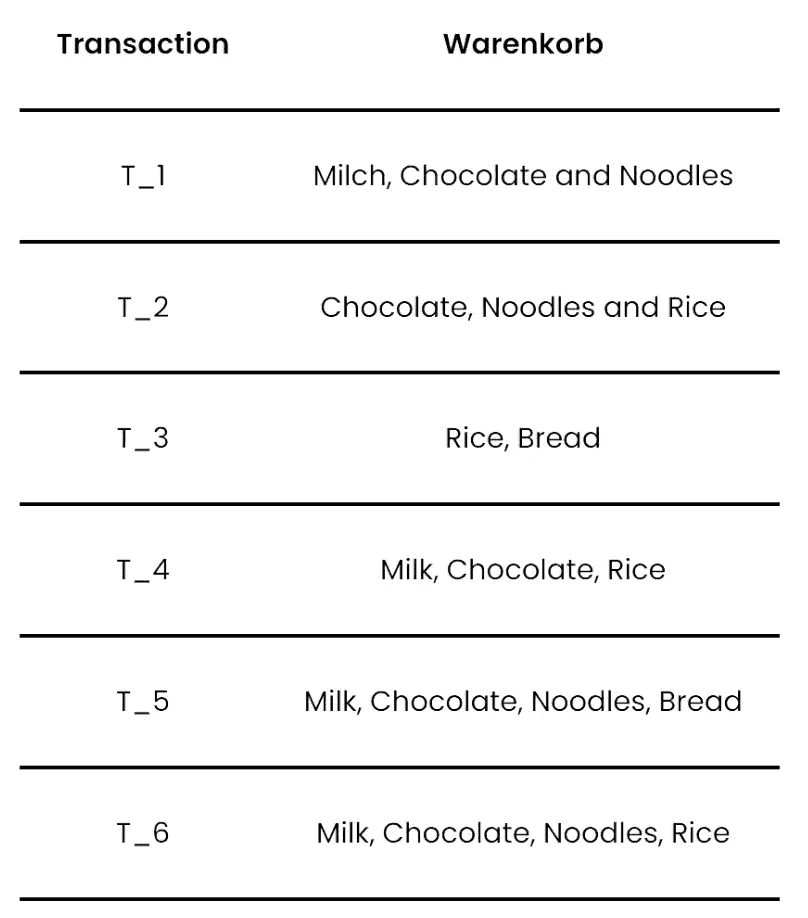 Transaction Warenkorb
T_1 Milch, Chocolate and Noodles
T_2 Chocolate, Noodles and Rice
T_3 Rice, Bread
T_4 Milk, Chocolate, Rice
T_5 Milk, Chocolate, Noodles, Bread
T_6 Milk, Chocolate, Noodles, Rice